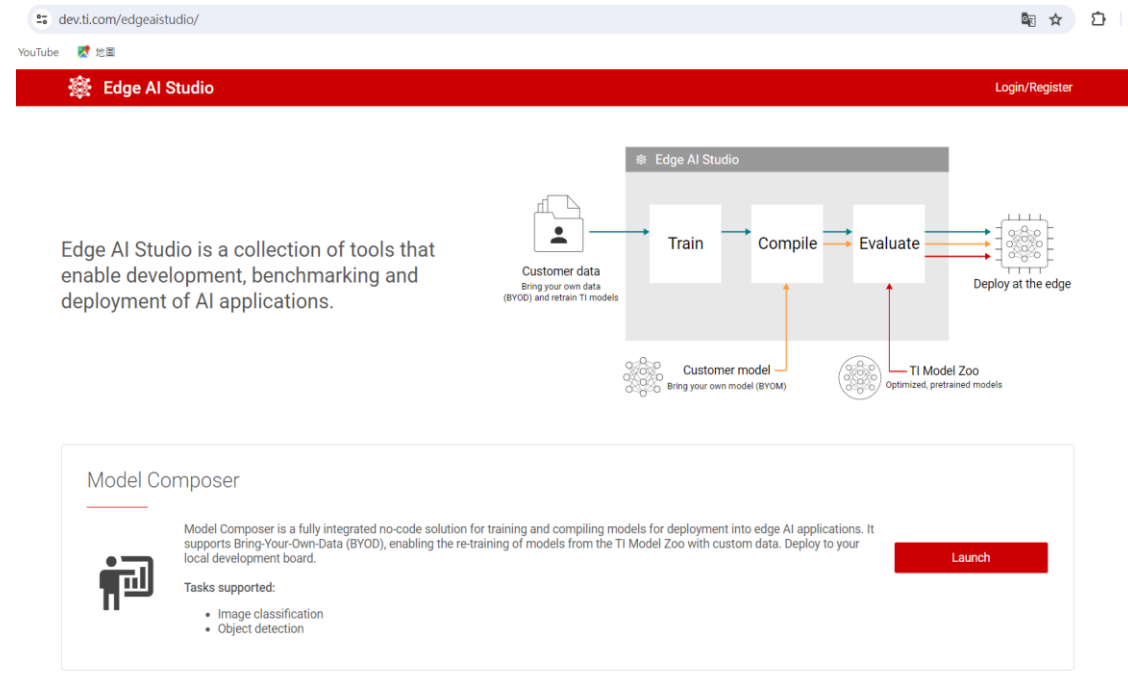 dev.ti.com/edgeaistudio/
YouTube
地圖
Edge AI Studio
Login/Register
Edge AI Studio is a collection of tools that
enable development, benchmarking and
deployment of AI applications.
Edge AI Studio
Train
Compile
Evaluate
Customer data
Bring your own data
(BYOD) and retrain TI models
Deploy at the edge
Customer model
Bring your own model (BYOM)
TI Model Zoo
Optimized, pretrained models
Model Composer
Model Composer is a fully integrated no-code solution for training and compiling models for deployment into edge AI applications. It
supports Bring-Your-Own-Data (BYOD), enabling the re-training of models from the TI Model Zoo with custom data. Deploy to your
local development board.
Launch
Tasks supported:
• Image classification
• Object detection